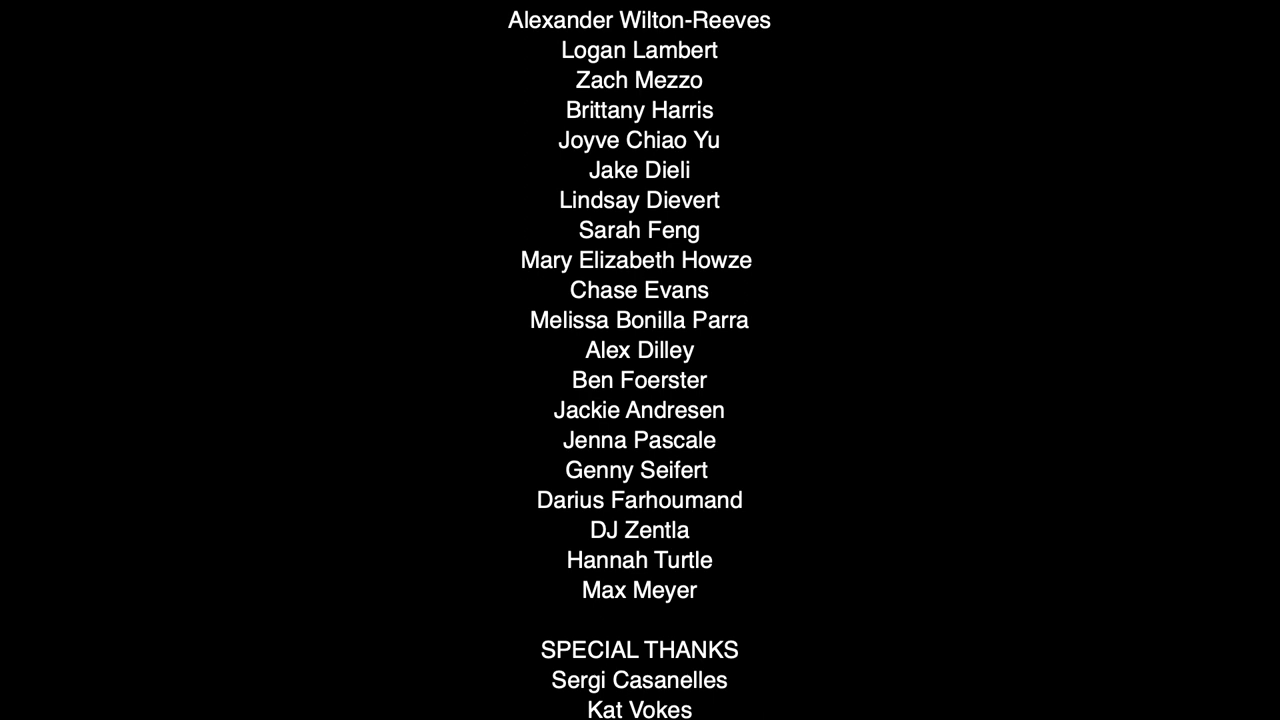 Alexander Wilton-Reeves
Logan Lambert
Zach Mezzo
Brittany Harris
Joyve Chiao Yu
Jake Dieli
Lindsay Dievert
Sarah Feng
Mary Elizabeth Howze
Chase Evans
Melissa Bonilla Parra
Alex Dilley
Ben Foerster
Jackie Andresen
Jenna Pascale
Genny Seifert
Darius Farhoumand
DJ Zentla
Hannah Turtle
Max Meyer
SPECIAL THANKS
Sergi Casanelles
Kat Vokes